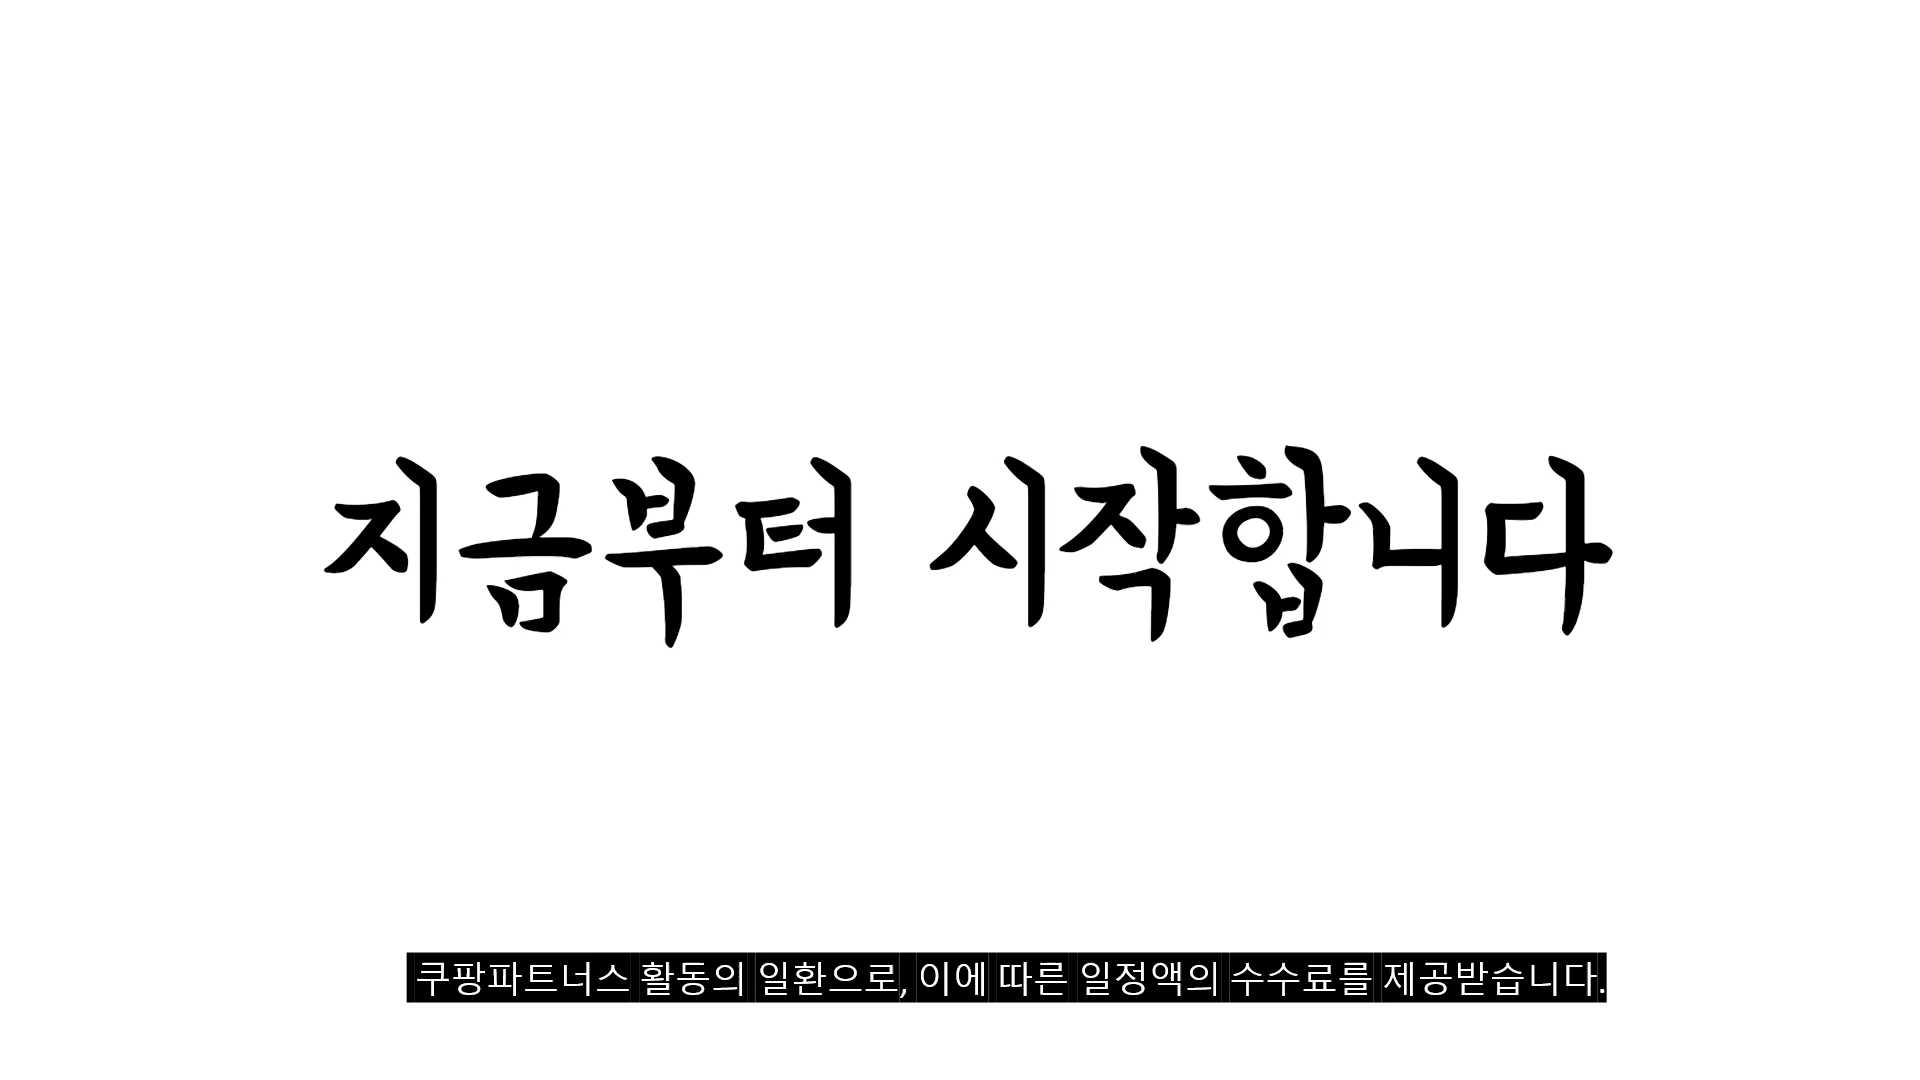 지금부터 시작합니다
쿠팡파트너스 활동의 일환으로, 이에 따른 일정액의 수수료를 제공받습니다.